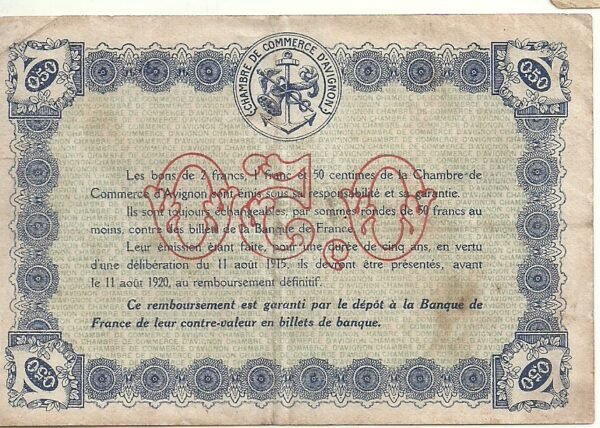 CHAMBRE DE COMMERCE D'AVIGNON
0,50 0,50
0,50
Les bons de 2 francs, 1 franc et 50 centimes de la Chambre de
Commerce d'Avignon sont émis sous sa responsabilité et sa garantie.
Ils sont toujours échangeables, par sommes rondes de 50 francs au
moins, contre des billets de la Banque de France.
Leur émission étant faite, pour une durée de cinq ans, en vertu
d'une délibération du 11 août 1915, ils devront être présentés, avant
le 11 août 1920, au remboursement définitif.
Ce remboursement est garanti par le dépôt à la Banque de
France de leur contre-valeur en billets de banque.
0,50 0,50